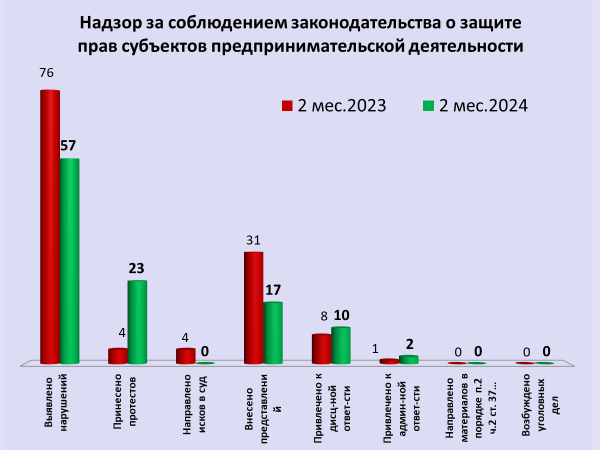 Надзор за соблюдением законодательства о защите
прав субъектов предпринимательской деятельности
2 мес.2023
2 мес.2024
76
57
4
23
4
0
31
17
8
10
1
2
0
0
0
0
Выявлено
нарушений
Принесено
протестов
Направлено
исков в суд
Внесено
представлени
й
Привлечено к
дисц-ной
ответ-сти
Привлечено к
админ-ной
ответ-сти
Направлено
материалов в
порядке п.2
ч.2 ст. 37...
Возбуждено
уголовных
дел